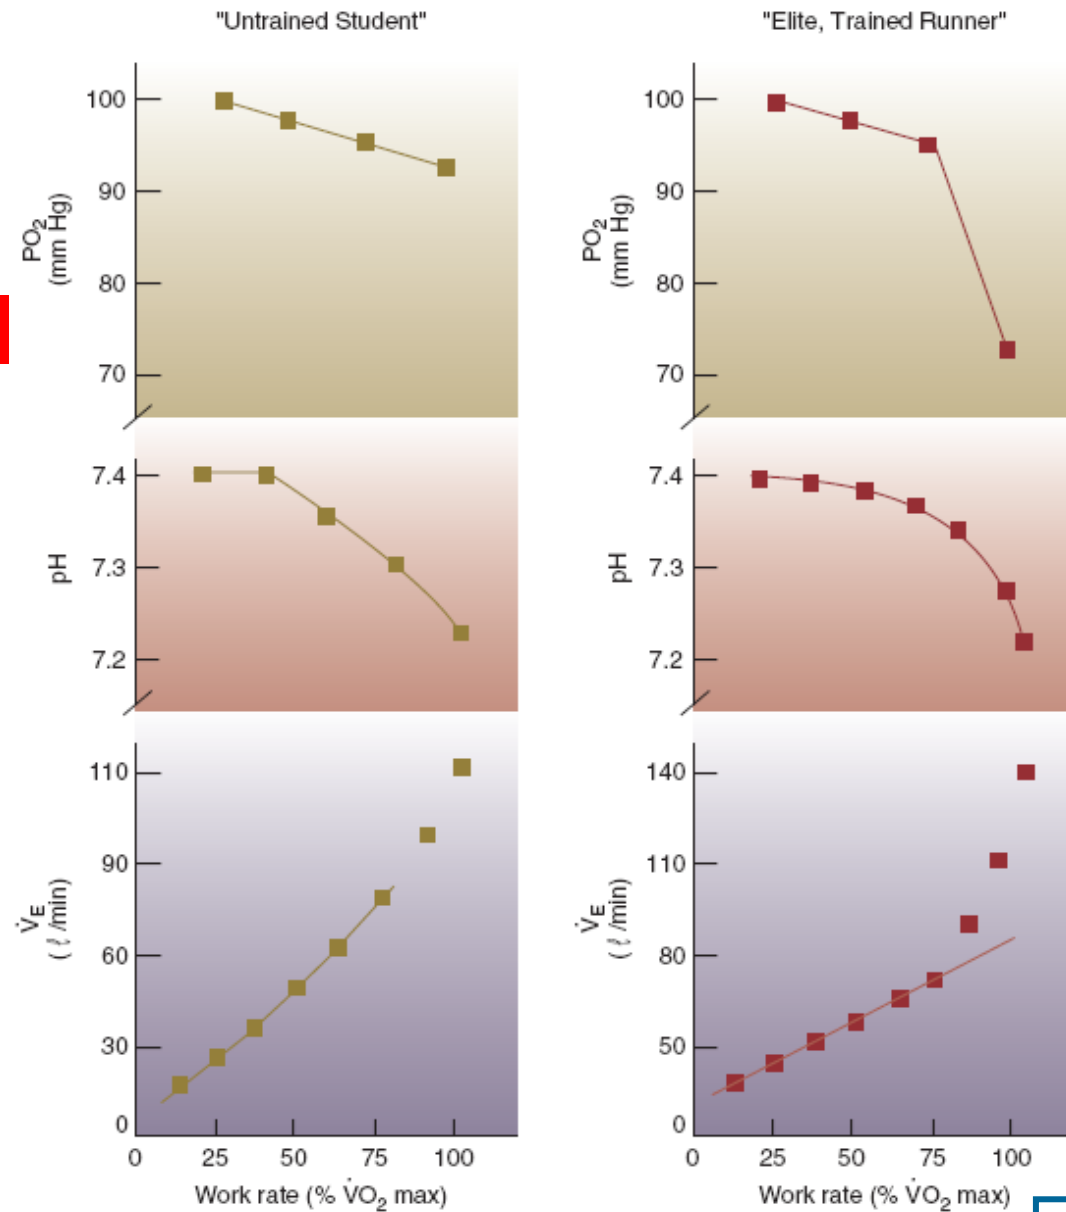 "Untrained Student"
100
90
80
70
PO2
(mm Hg)
7.4
7.3
7.2
pH
110
90
60
30
0
V̇E
(ℓ/min)
0 25 50 75 100
Work rate (% V̇O2 max)
"Elite, Trained Runner"
100
90
80
70
PO2
(mm Hg)
7.4
7.3
7.2
pH
140
110
80
50
0
V̇E
(ℓ/min)
0 25 50 75 100
Work rate (% V̇O2 max)